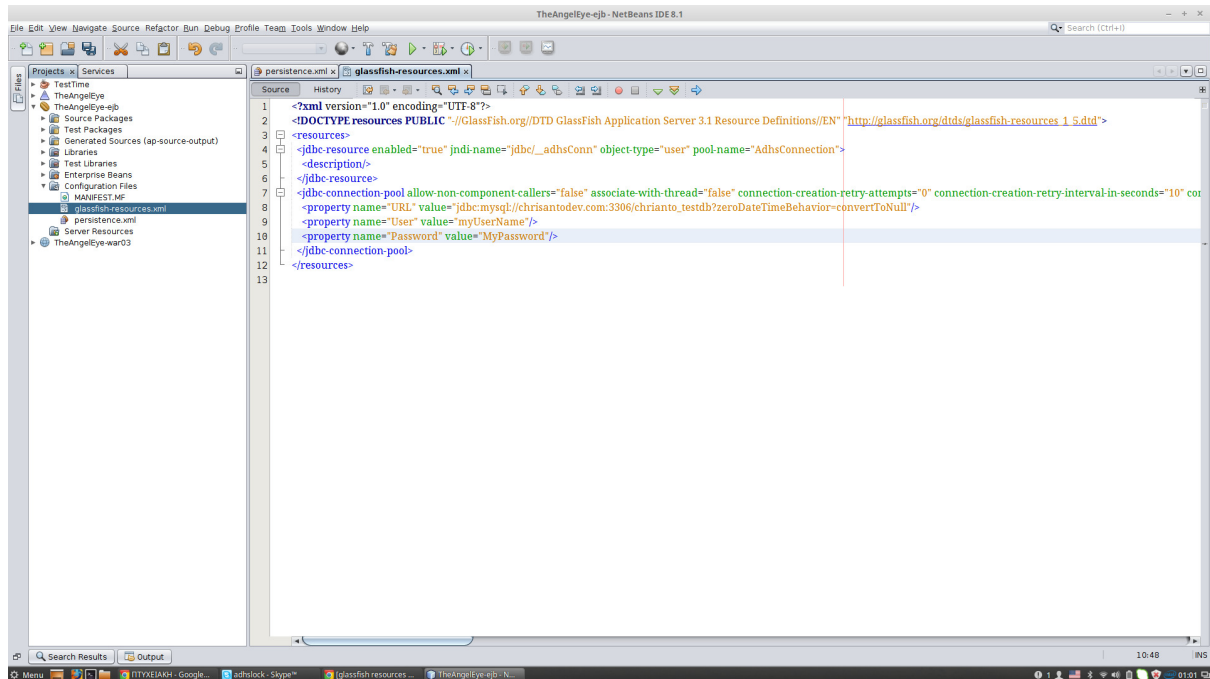 TheAngelEye-ejb - NetBeans IDE 8.1
File Edit View Navigate Source Refactor Run Debug Profile Team Tools Window Help
Search (Ctrl+I)
Projects Services
persistence.xml glassfish-resources.xml
Files
Source History
TestTime
TheAngelEye
TheAngelEye-ejb
Source Packages
Test Packages
Generated Sources (ap-source-output)
Libraries
Test Libraries
Enterprise Beans
Configuration Files
MANIFEST.MF
glassfish-resources.xml
persistence.xml
Server Resources
TheAngelEye-war03
1 <?xml version="1.0" encoding="UTF-8"?>
2 <!DOCTYPE resources PUBLIC "-//GlassFish.org//DTD GlassFish Application Server 3.1 Resource Definitions//EN" "http://glassfish.org/dtds/glassfish-resources_1_5.dtd">
3 <resources>
4 <jdbc-resource enabled="true" jndi-name="jdbc/__adhsConn" object-type="user" pool-name="AdhsConnection">
5 <description/>
6 </jdbc-resource>
7 <jdbc-connection-pool allow-non-component-callers="false" associate-with-thread="false" connection-creation-retry-attempts="0" connection-creation-retry-interval-in-seconds="10" cor
8 <property name="URL" value="jdbc:mysql://chrisantodev.com:3306/chrianto_testdb?zeroDateTimeBehavior=convertToNull"/>
9 <property name="User" value="myUserName"/>
10 <property name="Password" value="MyPassword"/>
11 </jdbc-connection-pool>
12 </resources>
13
Search Results Output
10:48 INS
Menu ΠΤΥΧΕΙΑΚΗ - Google... adhslock - Skype™ (glassfish resources ... TheAngelEye-ejb - N... 01:01